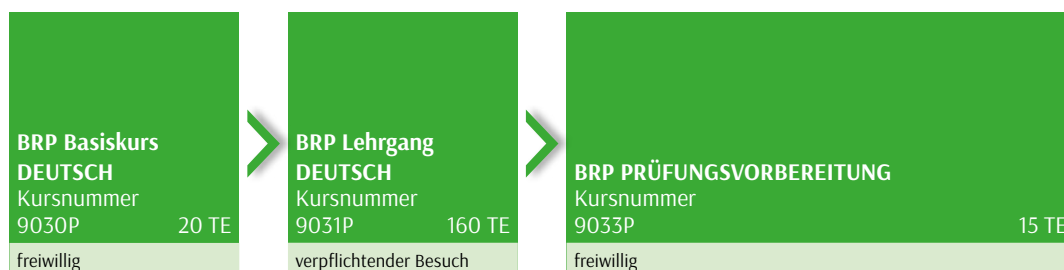 BRP Basiskurs
DEUTSCH
Kursnummer
9030P 20 TE
freiwillig
BRP Lehrgang
DEUTSCH
Kursnummer
9031P 160 TE
verpflichtender Besuch
BRP PRÜFUNGSVORBEREITUNG
Kursnummer
9033P 15 TE
freiwillig